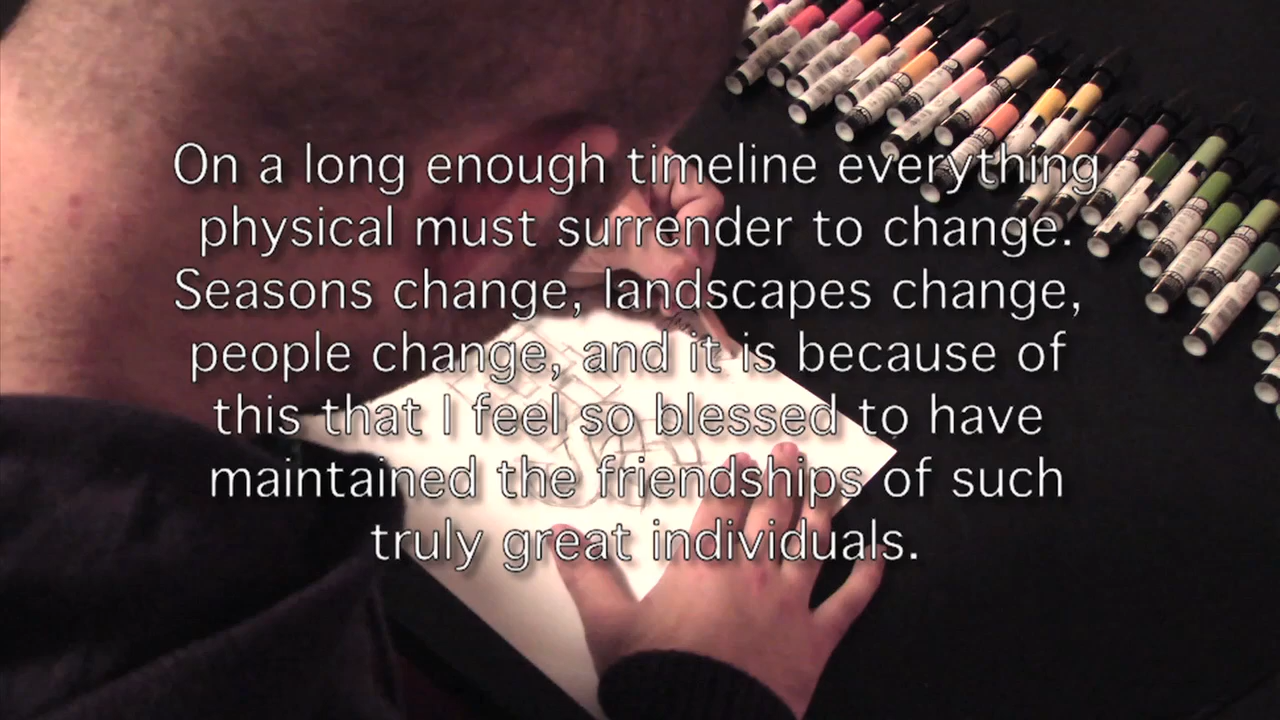 On a long enough timeline everything
physical must surrender to change.
Seasons change, landscapes change,
people change, and it is because of
this that I feel so blessed to have
maintained the friendships of such
truly great individuals.